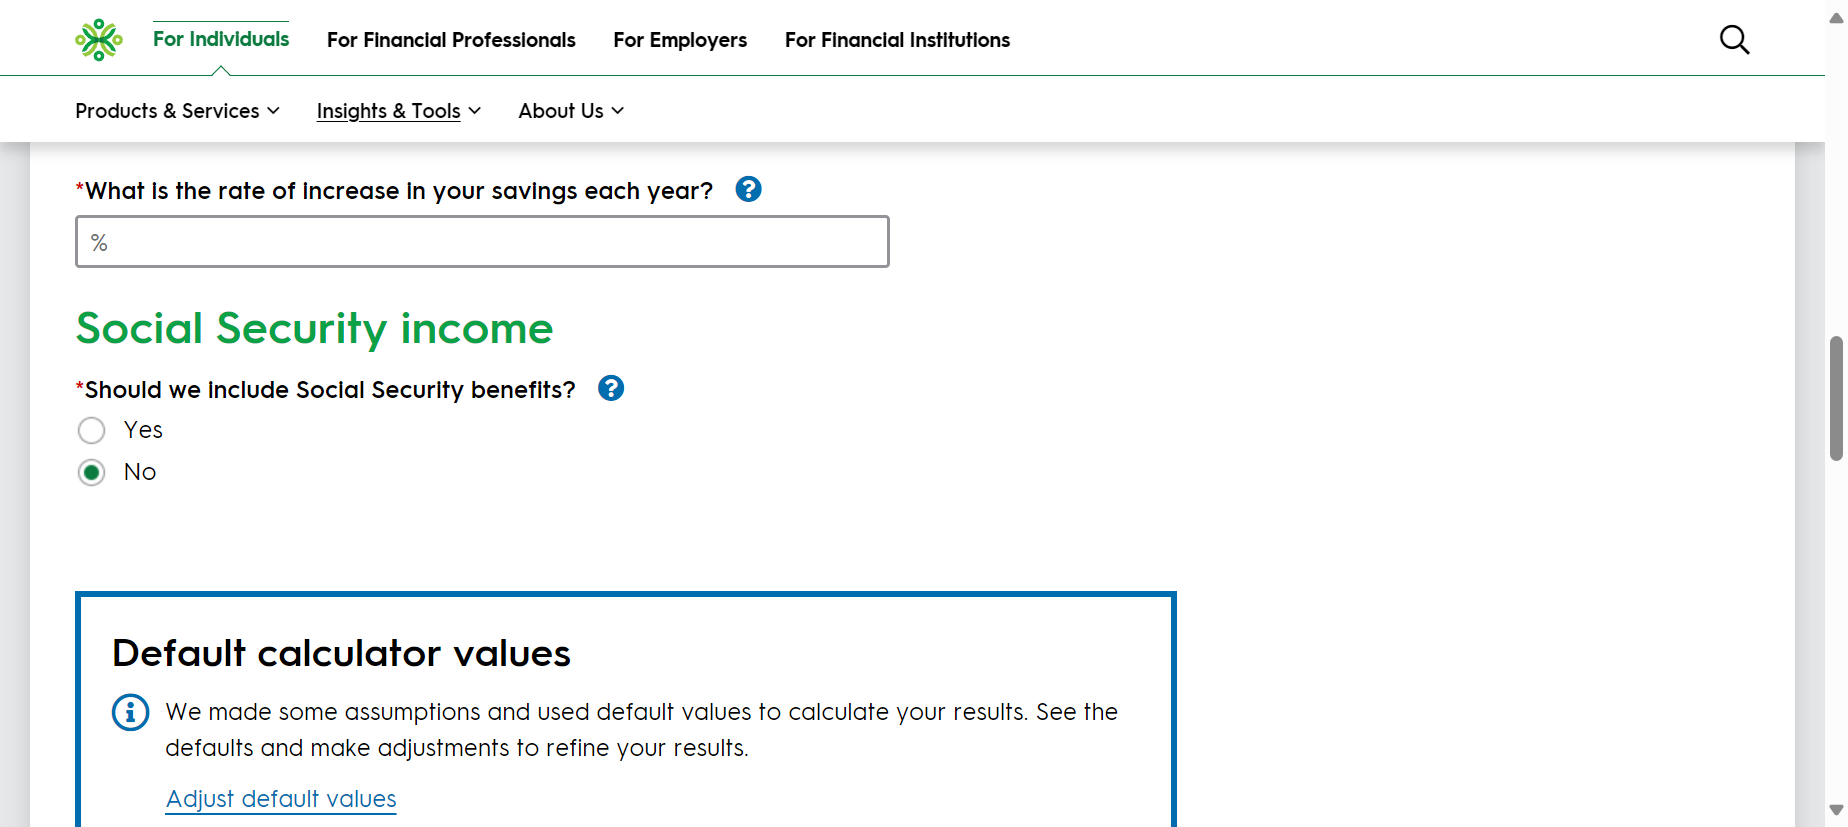 For Individuals
For Financial Professionals
For Employers
For Financial Institutions
Products & Services
Insights & Tools
About Us
*What is the rate of increase in your savings each year?
%
Social Security income
*Should we include Social Security benefits?
Yes
No
Default calculator values
We made some assumptions and used default values to calculate your results. See the
defaults and make adjustments to refine your results.
Adjust default values